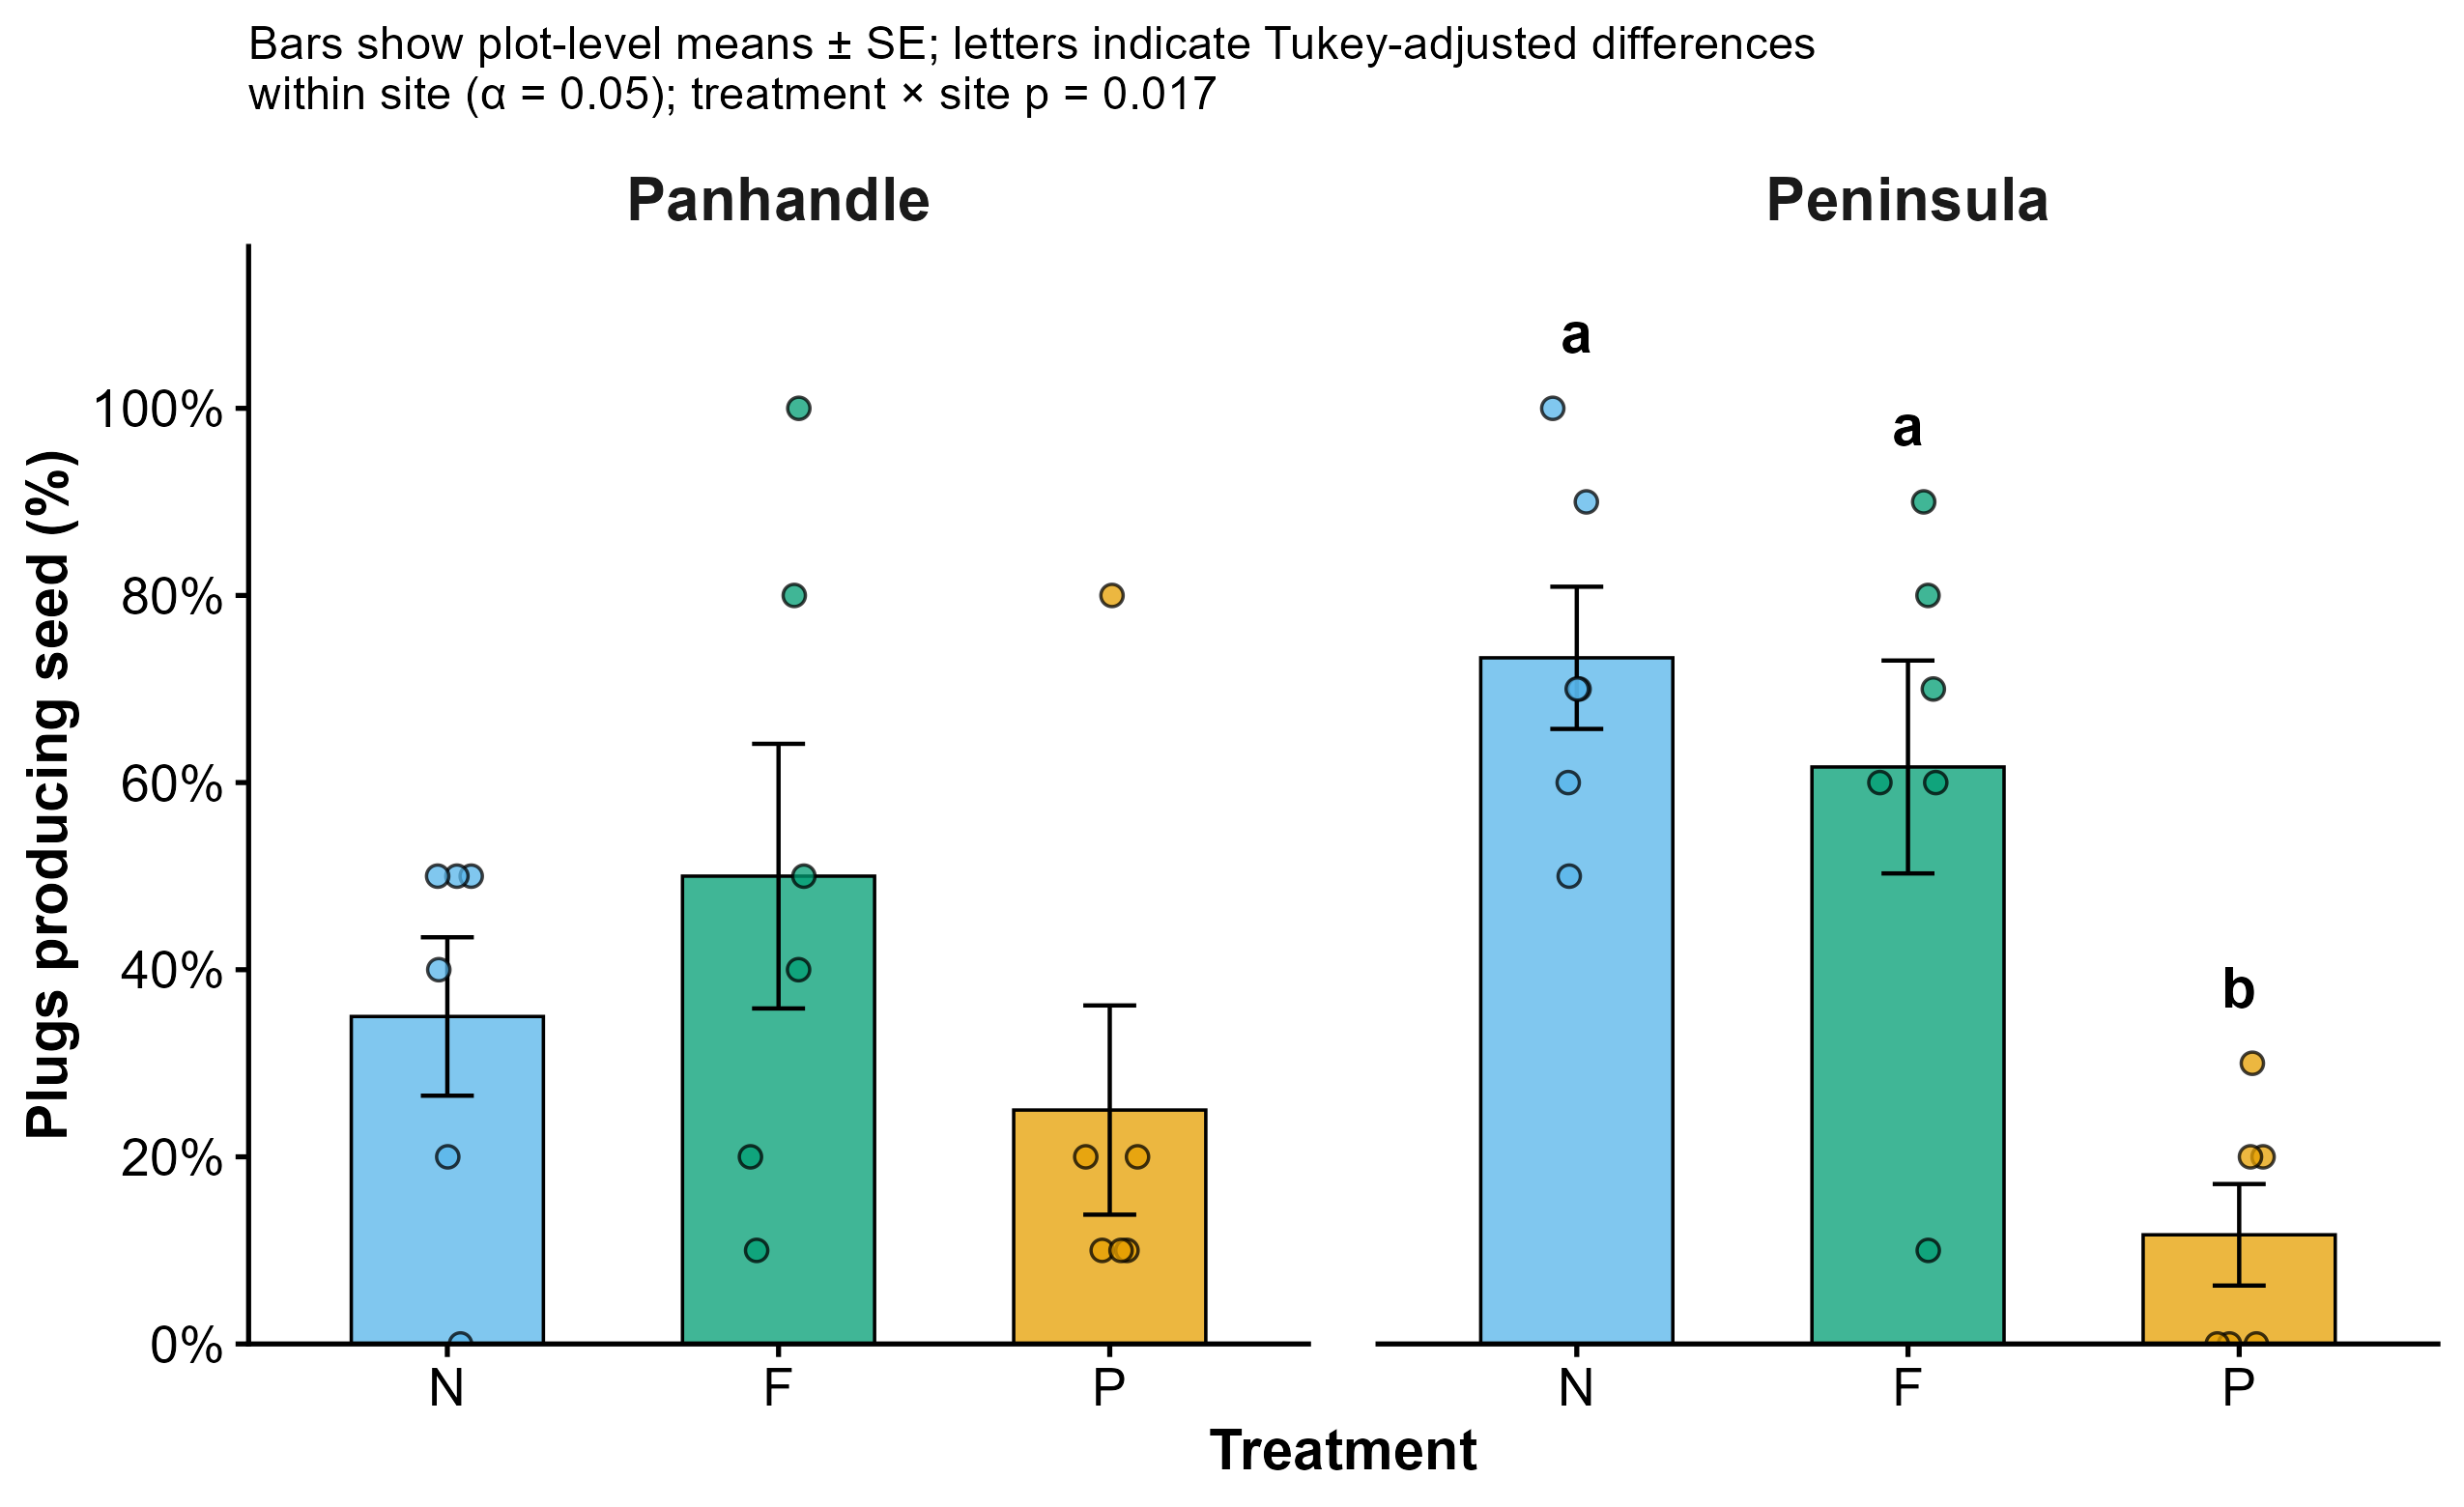 Bars show plot-level means ± SE; letters indicate Tukey-adjusted differences
within site (α = 0.05); treatment × site p = 0.017
Panhandle
Peninsula
Plugs producing seed (%)
100%
80%
60%
40%
20%
0%
a
a
b
N
F
P
N
F
P
Treatment